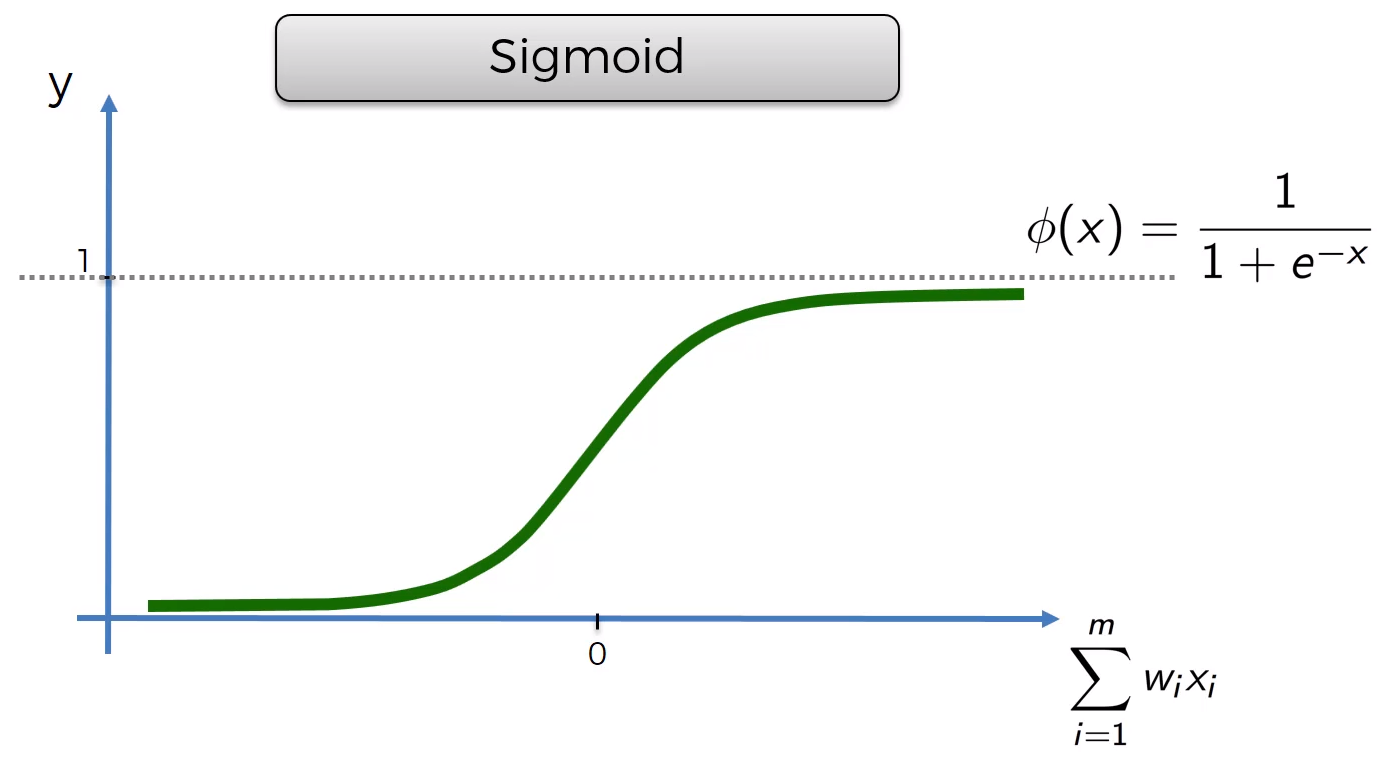 Sigmoid
y
1
ϕ(x) = 1 / (1 + e^{−x})
0
∑_{i=1}^{m} w_i x_i